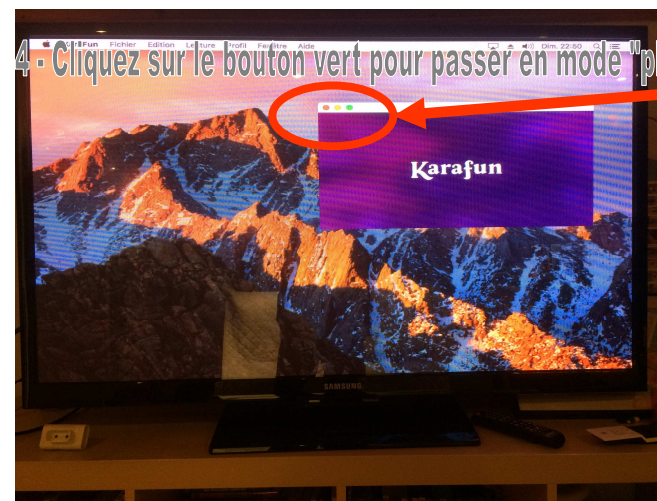 Fun Fichier Edition Lecture Profil Fenêtre Aide Dim. 22:50
4 - Cliquez sur le bouton vert pour passer en mode "p
Karafun
SAMSUNG